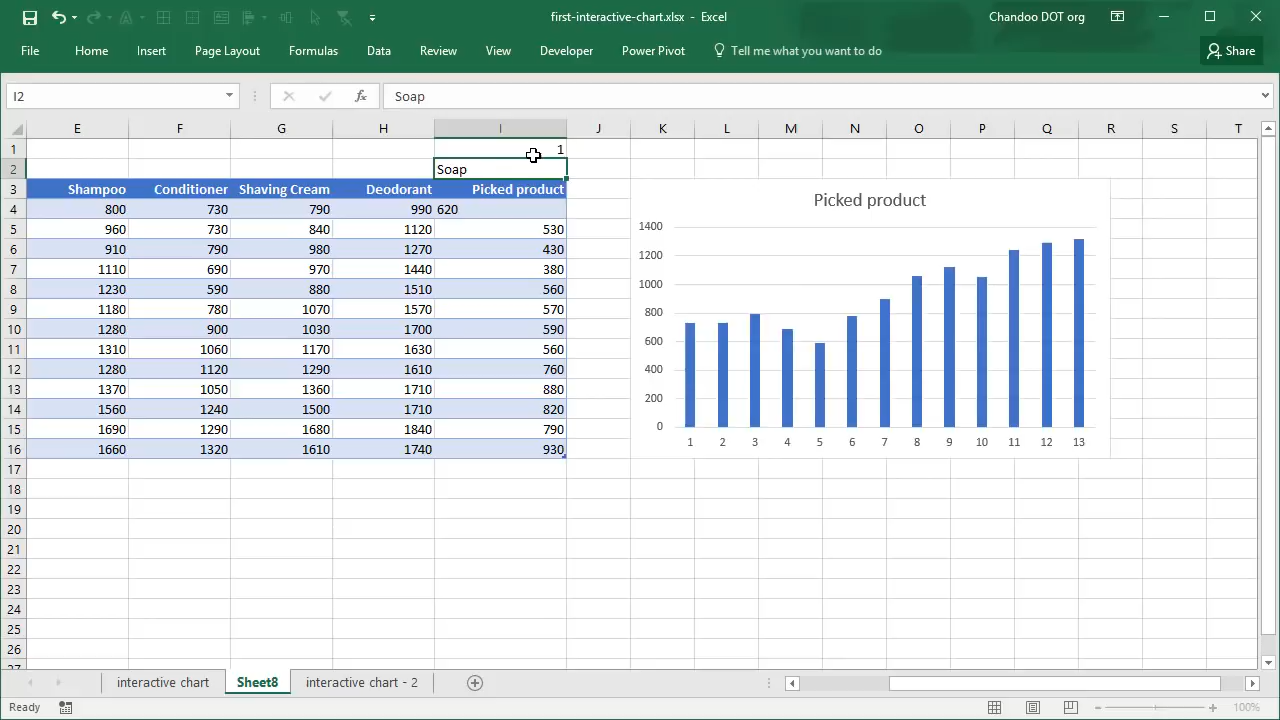 first-interactive-chart.xlsx - Excel
Chandoo DOT org
File Home Insert Page Layout Formulas Data Review View Developer Power Pivot Tell me what you want to do Share
I2 fx Soap
E F G H I J K L M N O P Q R S T
1 1
2 Soap
3 Shampoo Conditioner Shaving Cream Deodorant Picked product
4 800 730 790 990 620
5 960 730 840 1120 530
6 910 790 980 1270 430
7 1110 690 970 1440 380
8 1230 590 880 1510 560
9 1180 780 1070 1570 570
10 1280 900 1030 1700 590
11 1310 1060 1170 1630 560
12 1280 1120 1290 1610 760
13 1370 1050 1360 1710 880
14 1560 1240 1500 1710 820
15 1690 1290 1680 1840 790
16 1660 1320 1610 1740 930
17
18
19
20
21
22
23
24
25
26
27
Picked product
1400
1200
1000
800
600
400
200
0
1 2 3 4 5 6 7 8 9 10 11 12 13
interactive chart Sheet8 interactive chart - 2
Ready 100%